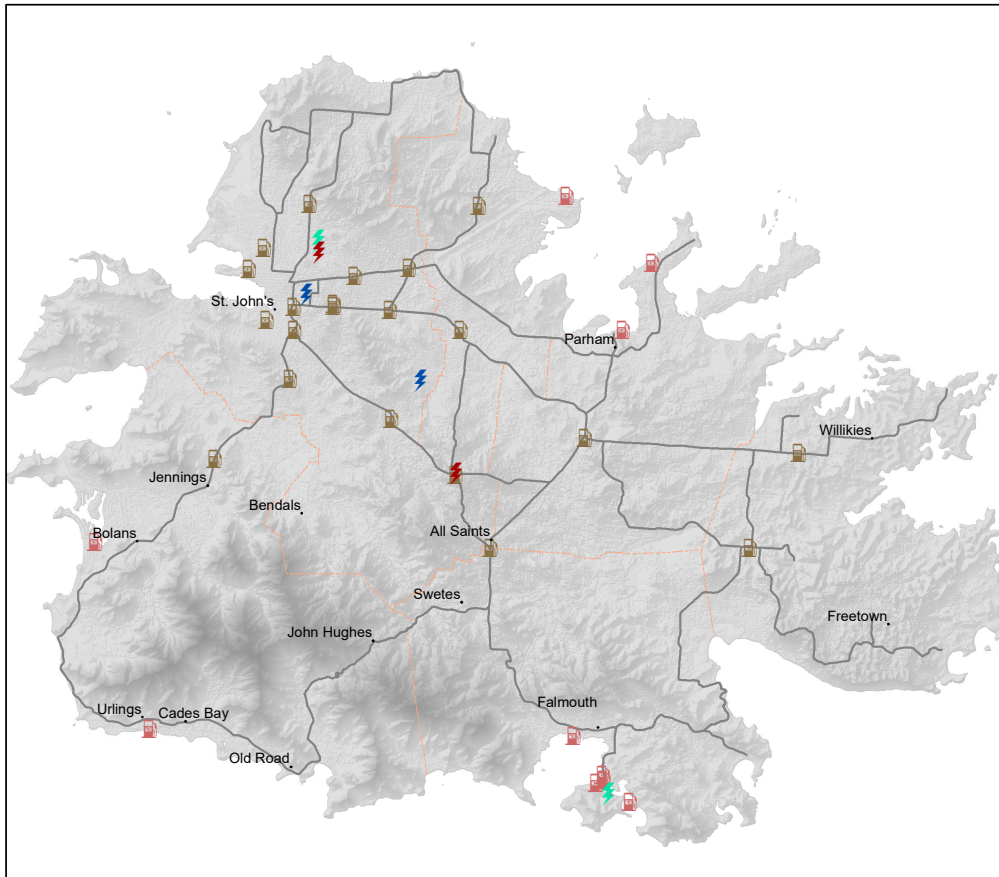 St. John's
Parham
Willikies
Jennings
Bendals
All Saints
Bolans
Swetes
Freetown
John Hughes
Falmouth
Urlings
Cades Bay
Old Road